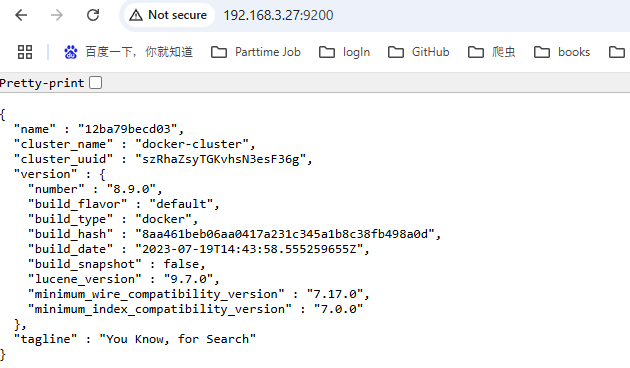 Not secure 192.168.3.27:9200
百度一下，你就知道 Parttime Job logIn GitHub 爬虫 books
Pretty-print
{
"name" : "12ba79becd03",
"cluster_name" : "docker-cluster",
"cluster_uuid" : "szRhaZsyTGKvhsN3esF36g",
"version" : {
"number" : "8.9.0",
"build_flavor" : "default",
"build_type" : "docker",
"build_hash" : "8aa461beb06aa0417a231c345a1b8c38fb498a0d",
"build_date" : "2023-07-19T14:43:58.555259655Z",
"build_snapshot" : false,
"lucene_version" : "9.7.0",
"minimum_wire_compatibility_version" : "7.17.0",
"minimum_index_compatibility_version" : "7.0.0"
},
"tagline" : "You Know, for Search"
}